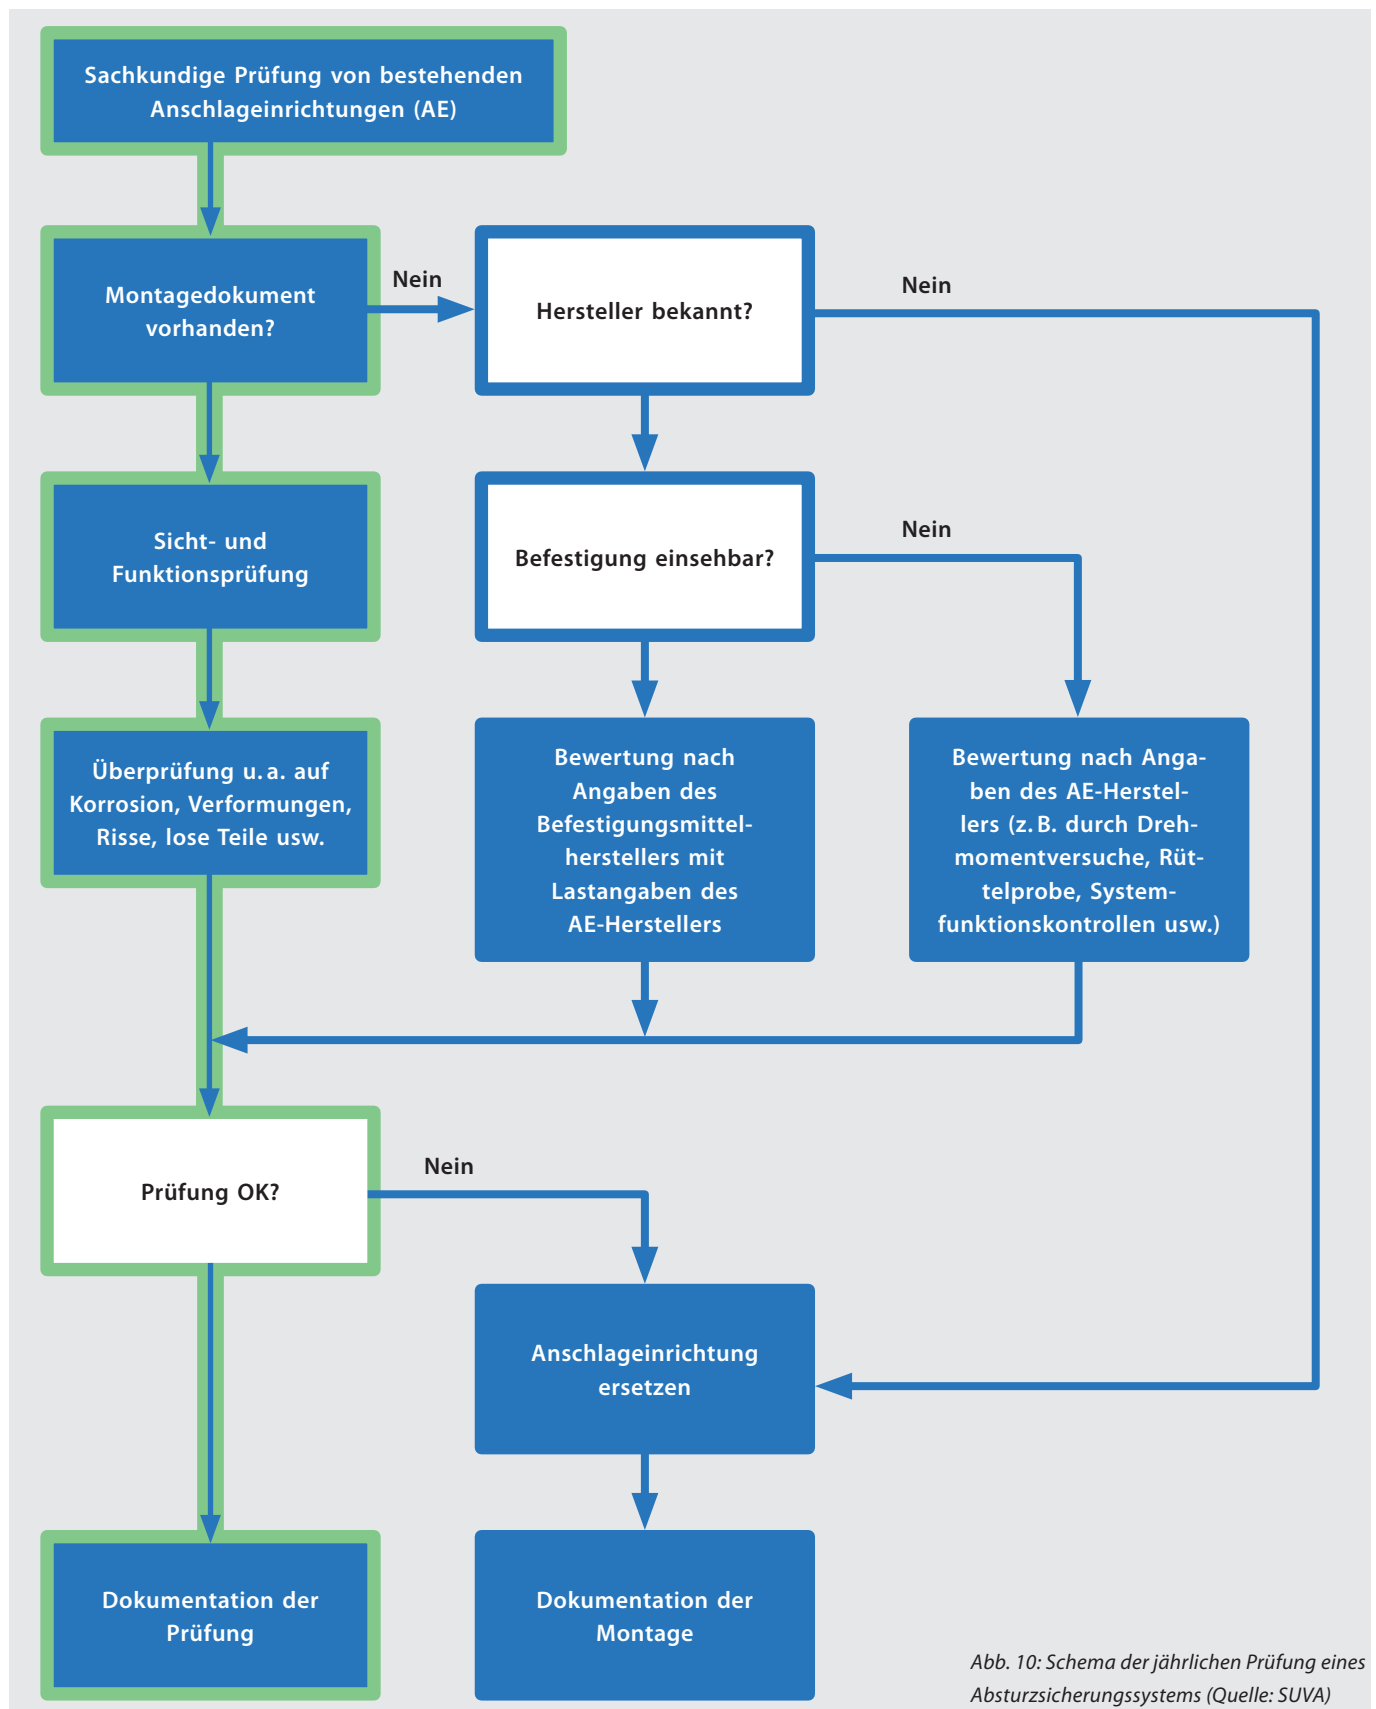 Sachkundige Prüfung von bestehenden
Anschlageinrichtungen (AE)
Montagedokument
vorhanden?
Nein
Hersteller bekannt?
Nein
Sicht- und
Funktionsprüfung
Befestigung einsehbar?
Nein
Überprüfung u. a. auf
Korrosion, Verformungen,
Risse, lose Teile usw.
Bewertung nach
Angaben des
Befestigungsmittel-
herstellers mit
Lastangaben des
AE-Herstellers
Bewertung nach Anga-
ben des AE-Herstel-
lers (z. B. durch Dreh-
momentversuche, Rüt-
telprobe, System-
funktionskontrollen usw.)
Prüfung OK?
Nein
Anschlageinrichtung
ersetzen
Dokumentation der
Prüfung
Dokumentation der
Montage
Abb. 10: Schema der jährlichen Prüfung eines
Absturzsicherungssystems (Quelle: SUVA)